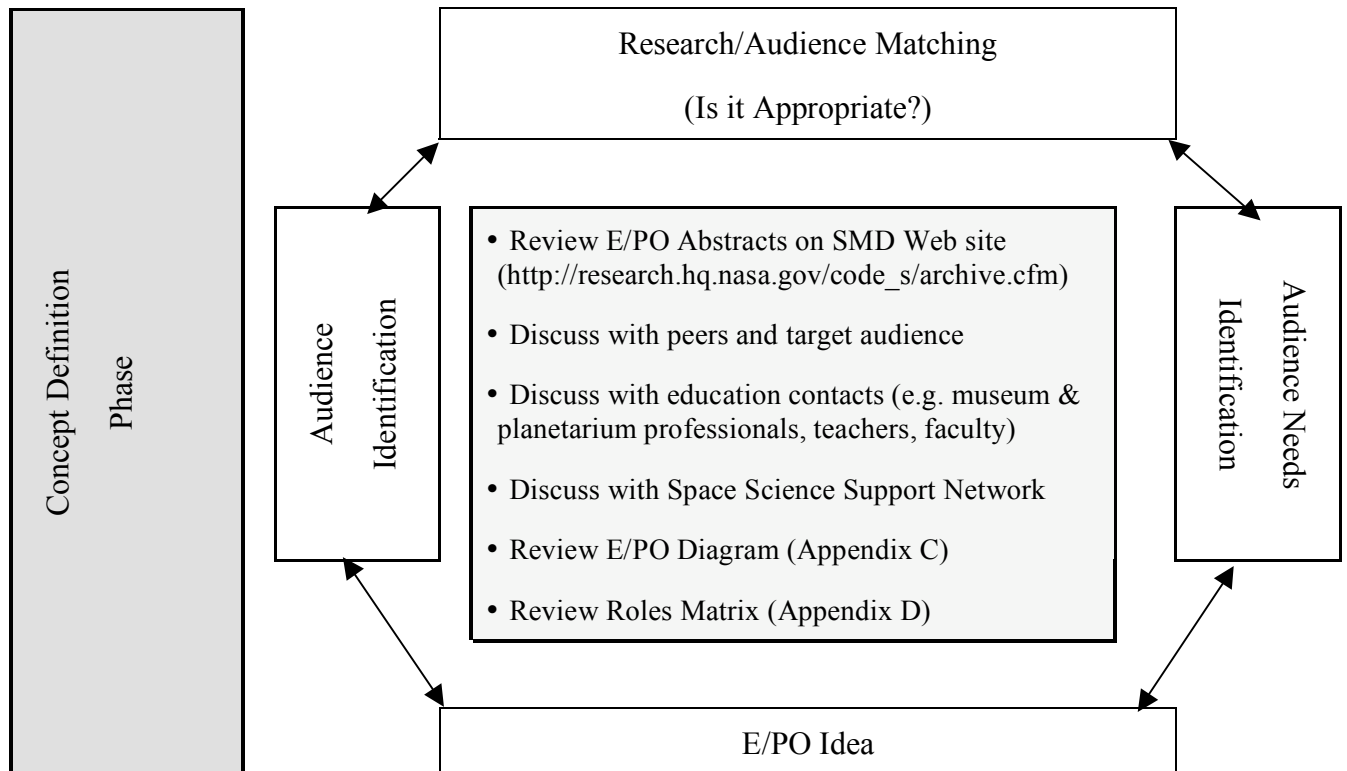 Research/Audience Matching
(Is it Appropriate?)
Concept Definition
Phase
Audience
Identification
• Review E/PO Abstracts on SMD Web site
(http://research.hq.nasa.gov/code_s/archive.cfm)
• Discuss with peers and target audience
• Discuss with education contacts (e.g. museum &
planetarium professionals, teachers, faculty)
• Discuss with Space Science Support Network
• Review E/PO Diagram (Appendix C)
• Review Roles Matrix (Appendix D)
Audience Needs
Identification
E/PO Idea